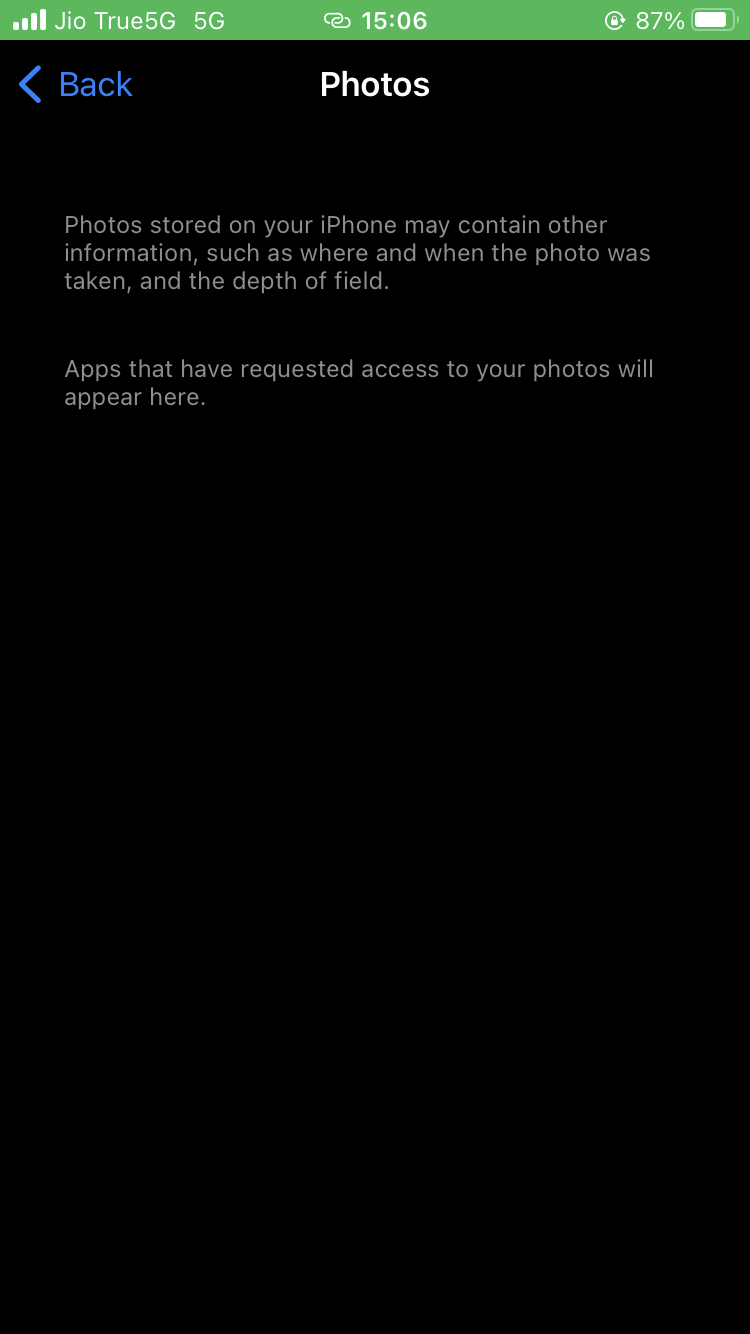 Jio True5G 5G 15:06 87%
Back Photos
Photos stored on your iPhone may contain other
information, such as where and when the photo was
taken, and the depth of field.
Apps that have requested access to your photos will
appear here.